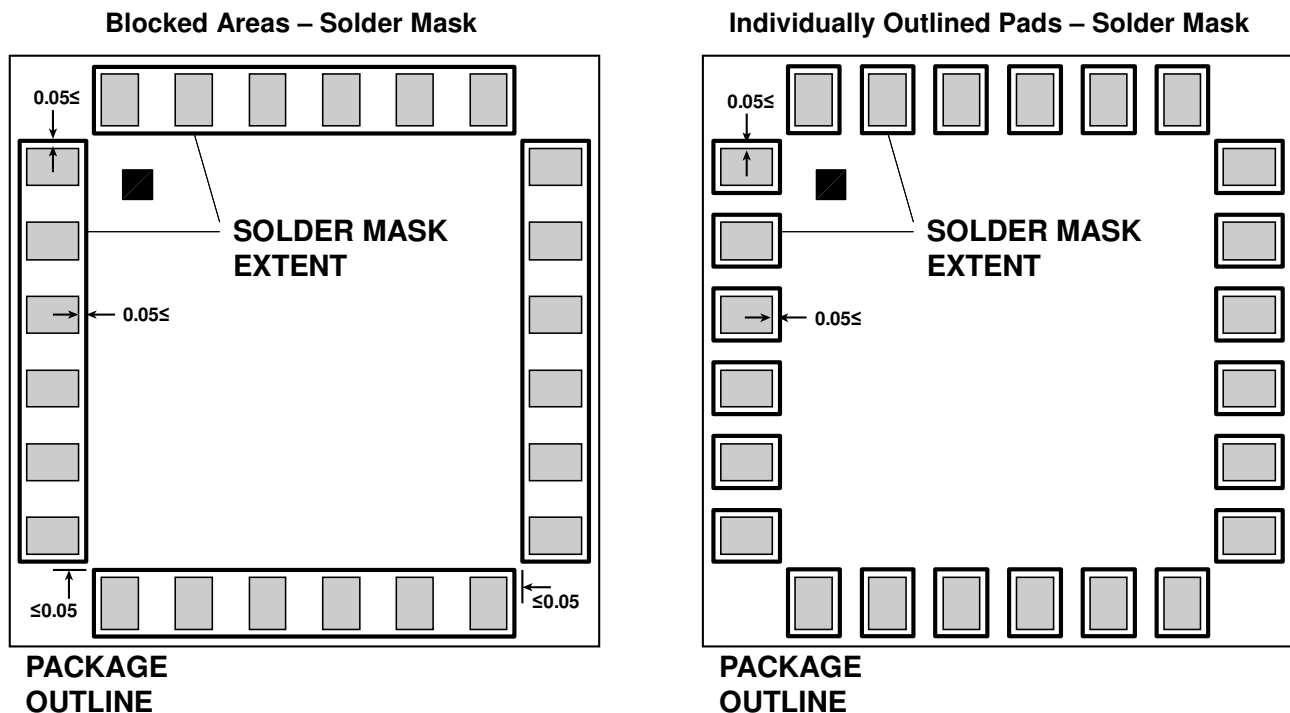 Blocked Areas – Solder Mask
0.05≤
SOLDER MASK
EXTENT
0.05≤
≤0.05
≤0.05
PACKAGE
OUTLINE
Individually Outlined Pads – Solder Mask
0.05≤
SOLDER MASK
EXTENT
0.05≤
PACKAGE
OUTLINE